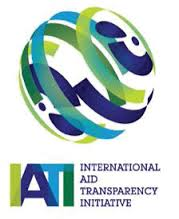 IATI
INTERNATIONAL
AID
TRANSPARENCY
INITIATIVE